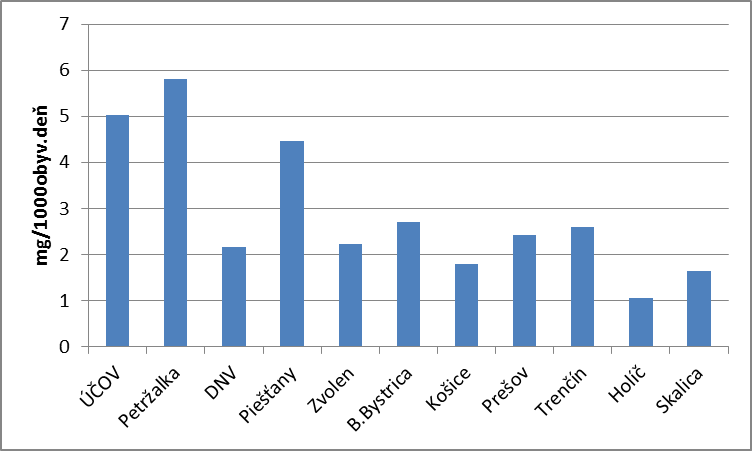 mg/1000obyv.deň
7
6
5
4
3
2
1
0
ÚČOV
Petržalka
DNV
Piešťany
Zvolen
B.Bystrica
Košice
Prešov
Trenčín
Holíč
Skalica